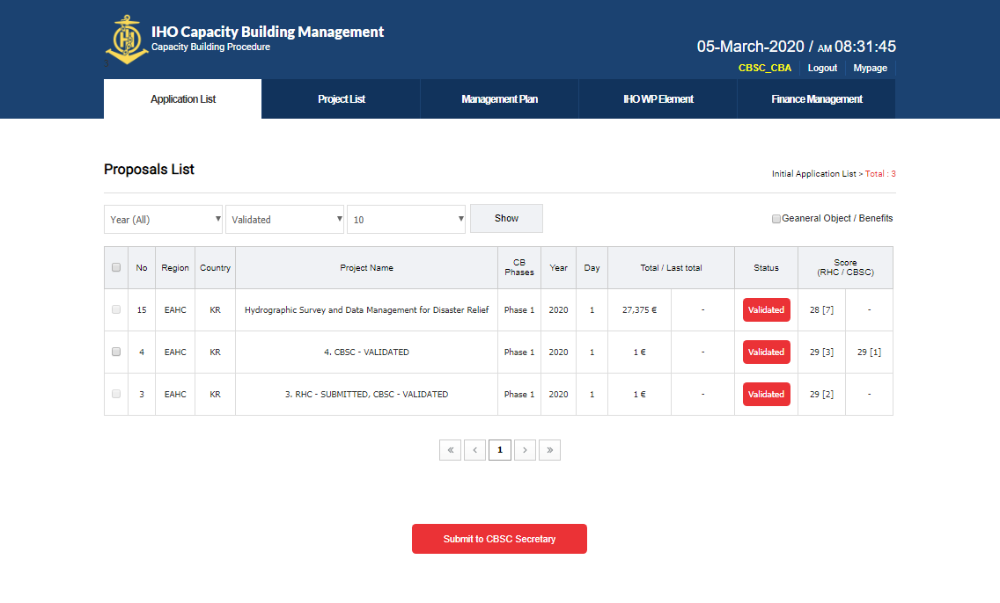 IHO Capacity Building Management
Capacity Building Procedure
05-March-2020 / AM 08:31:45
CBSC_CBA Logout Mypage
Application List Project List Management Plan IHO WP Element Finance Management
Proposals List
Initial Application List > Total : 3
Year (All) Validated 10 Show Geaneral Object / Benefits
No Region Country Project Name CB Phases Year Day Total / Last total Status Score (RHC / CBSC)
15 EAHC KR Hydrographic Survey and Data Management for Disaster Relief Phase 1 2020 1 27,375 € - Validated 28 [7] -
4 EAHC KR 4. CBSC - VALIDATED Phase 1 2020 1 1 € - Validated 29 [3] 29 [1]
3 EAHC KR 3. RHC - SUBMITTED, CBSC - VALIDATED Phase 1 2020 1 1 € - Validated 29 [2] -
« ‹ 1 › »
Submit to CBSC Secretary